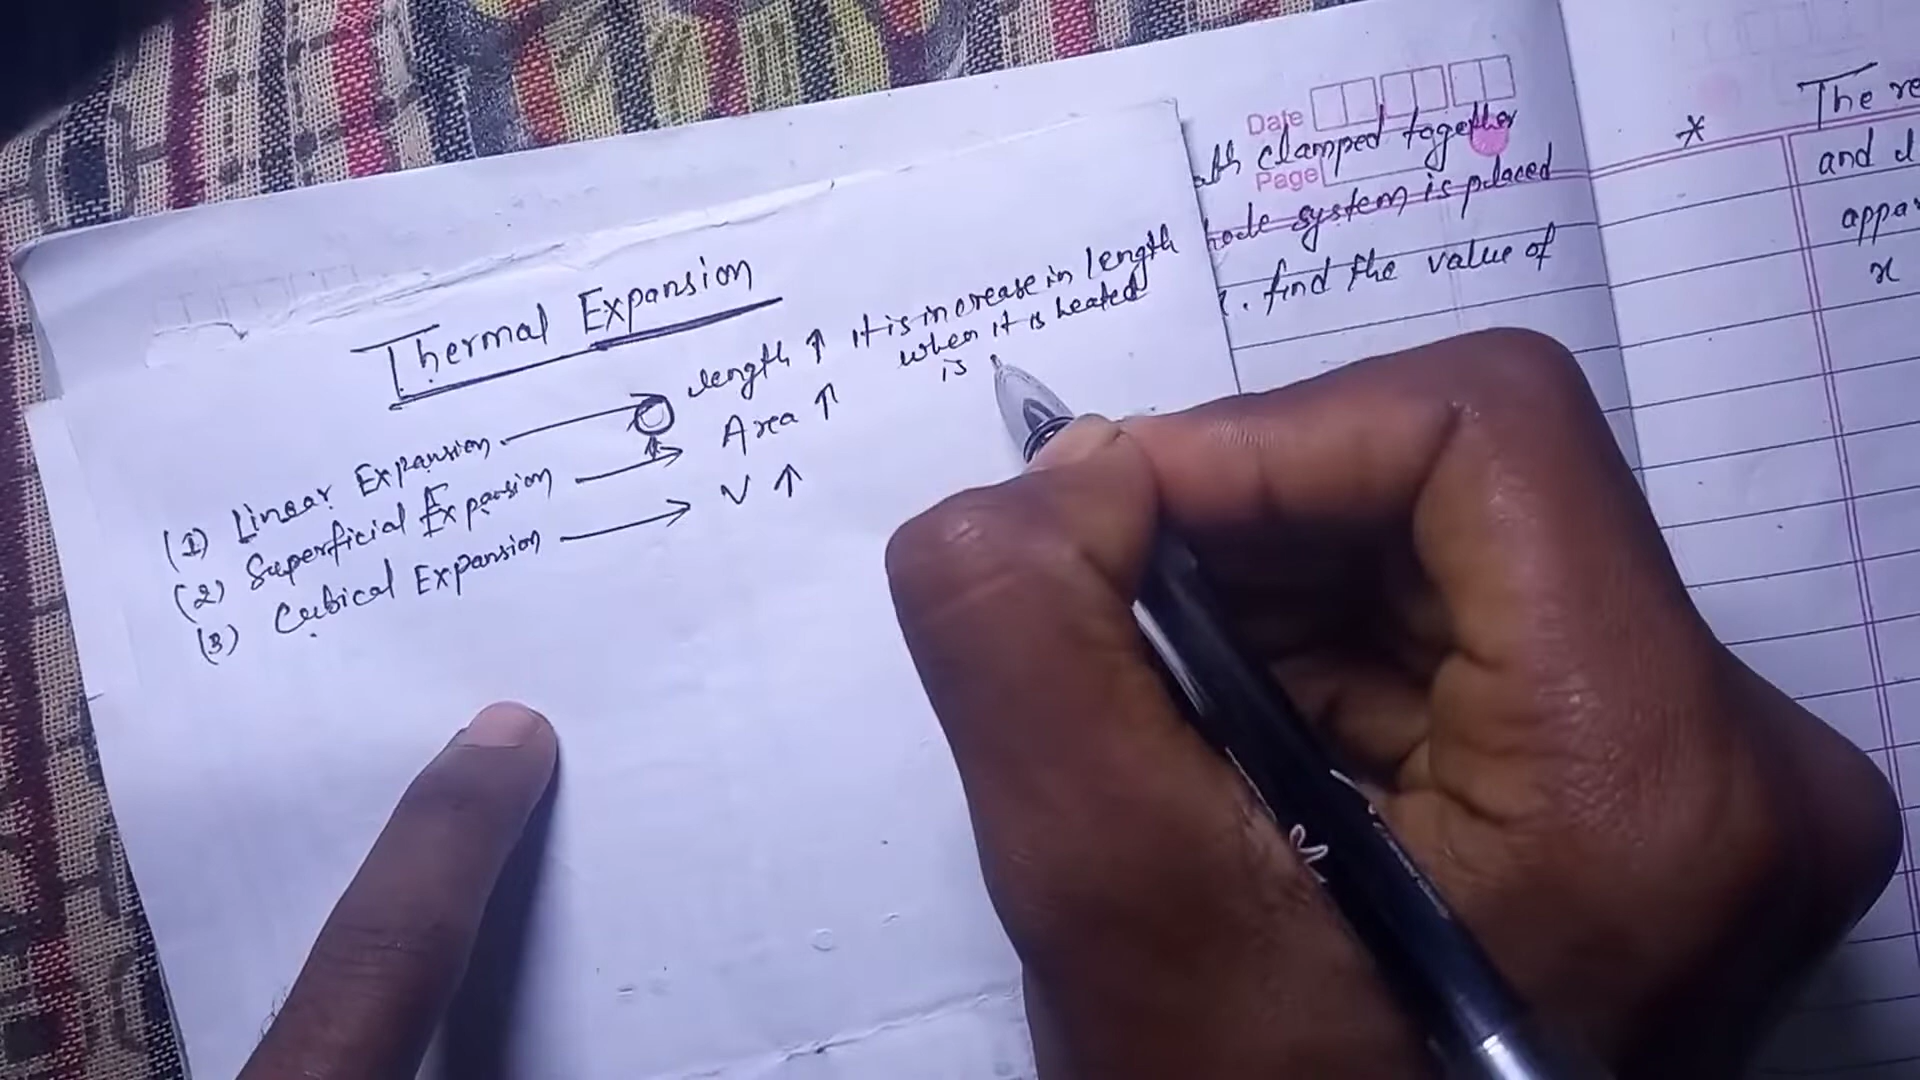 Thermal Expansion
(1) Linear Expansion → length ↑ it is increase in length
when it is heated
is
(2) Superficial Expansion → Area ↑
(3) Cubical Expansion → V ↑
Date
clamped together
Page
system is placed
find the value of
*
The re
and d
appa
x